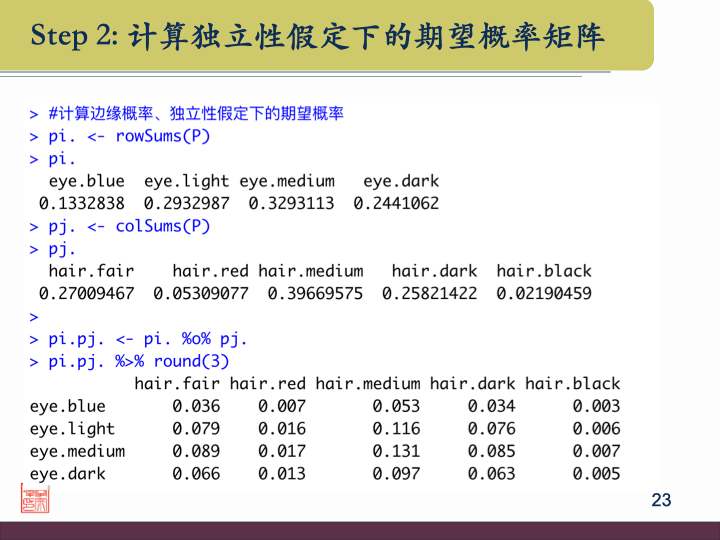 Step 2: 计算独立性假定下的期望概率矩阵
> #计算边缘概率、独立性假定下的期望概率
> pi. <- rowSums(P)
> pi.
eye.blue eye.light eye.medium eye.dark
0.1332838 0.2932987 0.3293113 0.2441062
> pj. <- colSums(P)
> pj.
hair.fair hair.red hair.medium hair.dark hair.black
0.27009467 0.05309077 0.39669575 0.25821422 0.02190459
>
> pi.pj. <- pi. %o% pj.
> pi.pj. %>% round(3)
hair.fair hair.red hair.medium hair.dark hair.black
eye.blue 0.036 0.007 0.053 0.034 0.003
eye.light 0.079 0.016 0.116 0.076 0.006
eye.medium 0.089 0.017 0.131 0.085 0.007
eye.dark 0.066 0.013 0.097 0.063 0.005
23